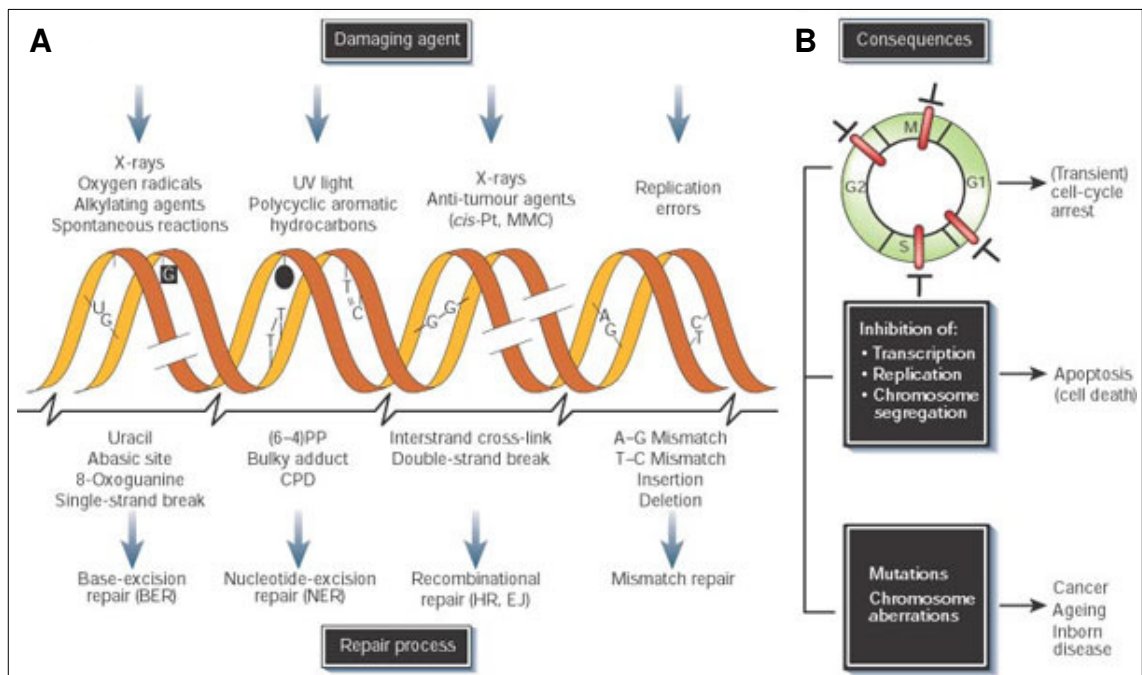 A
Damaging agent
X-rays
Oxygen radicals
Alkylating agents
Spontaneous reactions
UV light
Polycyclic aromatic
hydrocarbons
X-rays
Anti-tumour agents
(cis-Pt, MMC)
Replication
errors
U
G
G
T
T
T
C
G
G
A
G
C
T
Uracil
Abasic site
8-Oxoguanine
Single-strand break
(6–4)PP
Bulky adduct
CPD
Interstrand cross-link
Double-strand break
A–G Mismatch
T–C Mismatch
Insertion
Deletion
Base-excision
repair (BER)
Nucleotide-excision
repair (NER)
Recombinational
repair (HR, EJ)
Mismatch repair
Repair process
B
Consequences
M
G1
G2
S
(Transient)
cell-cycle
arrest
Inhibition of:
• Transcription
• Replication
• Chromosome
segregation
Apoptosis
(cell death)
Mutations
Chromosome
aberrations
Cancer
Ageing
Inborn
disease